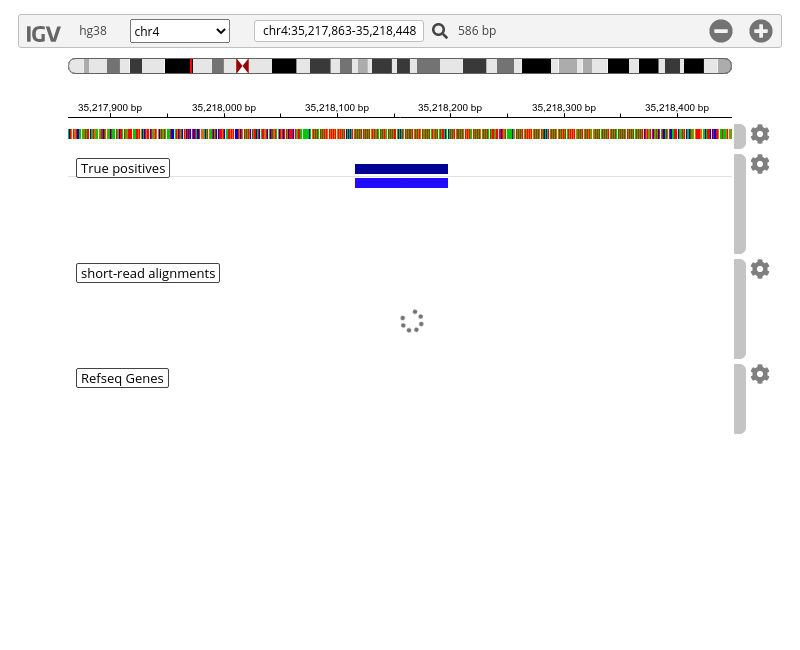 IGV hg38 chr4 chr4:35,217,863-35,218,448 586 bp
35,217,900 bp 35,218,000 bp 35,218,100 bp 35,218,200 bp 35,218,300 bp 35,218,400 bp
True positives
short-read alignments
Refseq Genes